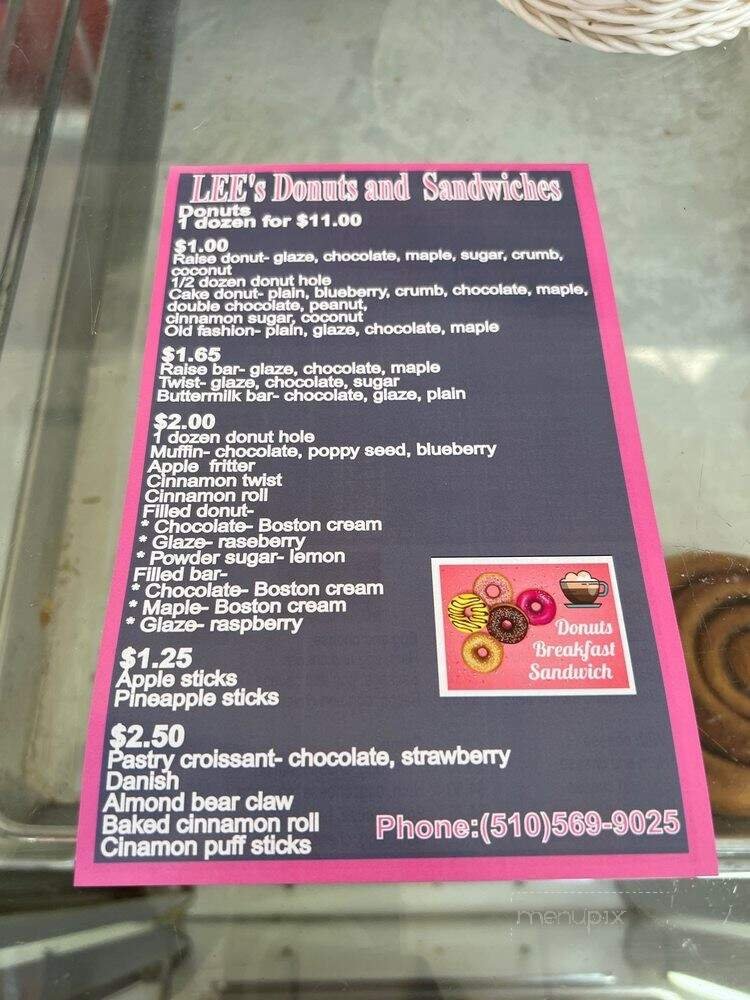 LEE's Donuts and Sandwiches
Donuts
1 dozen for $11.00
$1.00
Raise donut- glaze, chocolate, maple, sugar, crumb,
coconut
1/2 dozen donut hole
Cake donut- plain, blueberry, crumb, chocolate, maple,
double chocolate, peanut,
cinnamon sugar, coconut
Old fashion- plain, glaze, chocolate, maple
$1.65
Raise bar- glaze, chocolate, maple
Twist- glaze, chocolate, sugar
Buttermilk bar- chocolate, glaze, plain
$2.00
1 dozen donut hole
Muffin- chocolate, poppy seed, blueberry
Apple fritter
Cinnamon twist
Cinnamon roll
Filled donut-
* Chocolate- Boston cream
* Glaze- raseberry
* Powder sugar- lemon
Filled bar-
* Chocolate- Boston cream
* Maple- Boston cream
* Glaze- raspberry
Donuts
Breakfast
Sandwich
$1.25
Apple sticks
Pineapple sticks
$2.50
Pastry croissant- chocolate, strawberry
Danish
Almond bear claw
Baked cinnamon roll
Cinamon puff sticks
Phone:(510)569-9025
menupix